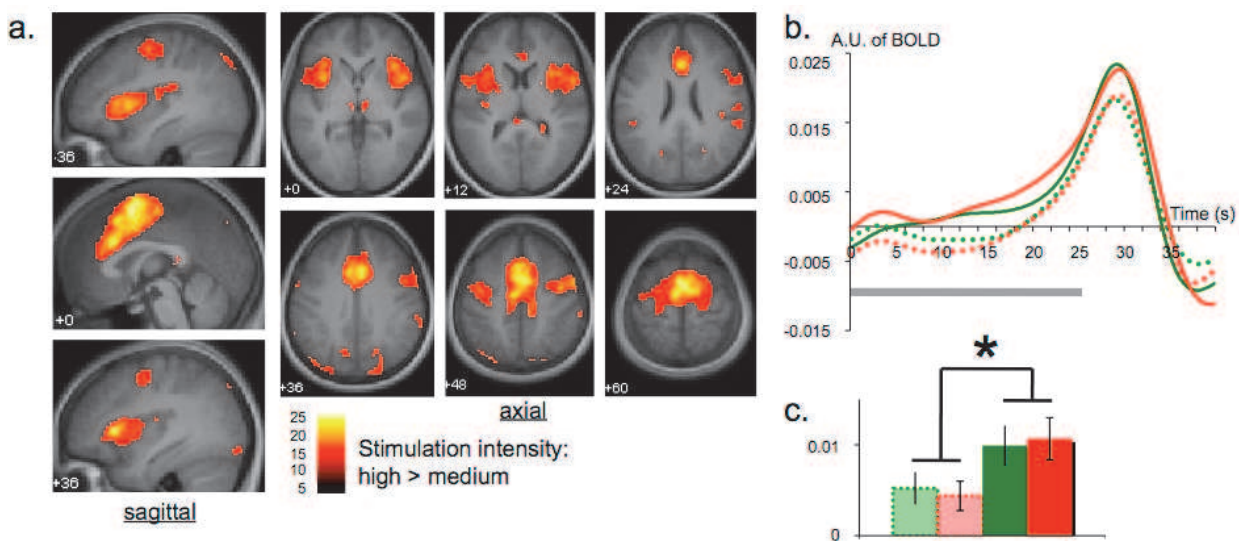 a.
-36
+0
+36
sagittal
+0
+12
+24
+36
+48
+60
axial
25
20
15
10
5
Stimulation intensity:
high > medium
b.
A.U. of BOLD
0.025
0.015
0.005
-0.005
-0.015
Time (s)
0 5 10 15 20 25 30 35
*
c.
0.01
0